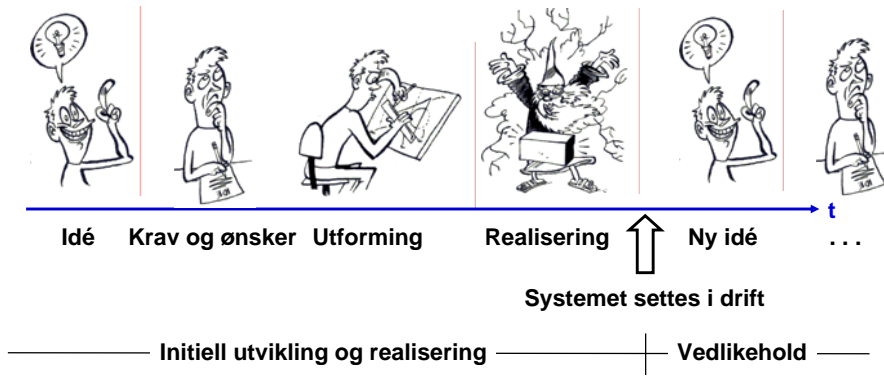 t
Idé Krav og ønsker Utforming Realisering Ny idé . . .
Systemet settes i drift
Initiell utvikling og realisering Vedlikehold